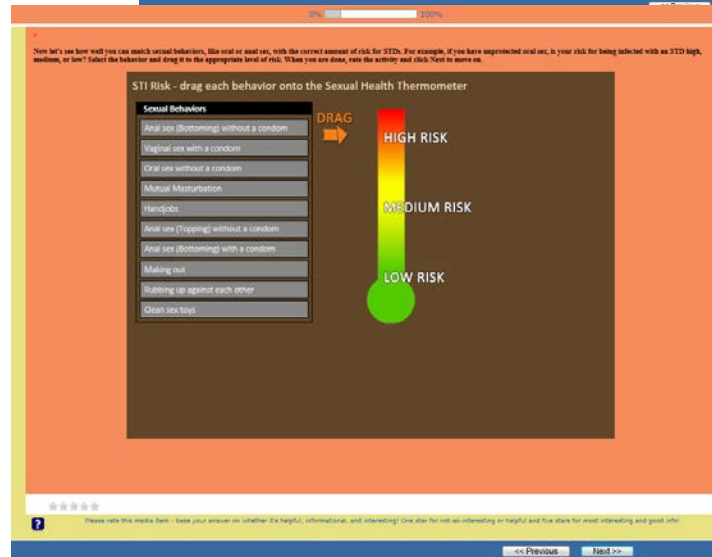 0% 100%
Now let's see how well you can match sexual behaviors, like oral or anal sex, with the correct amount of risk for STDs. For example, if you have unprotected oral sex, is your risk for being infected with an STD high,
medium, or low? Select the behavior and drag it to the appropriate level of risk. When you are done, rate the activity and click Next to move on.
STI Risk - drag each behavior onto the Sexual Health Thermometer
Sexual Behaviors
Anal sex (Bottoming) without a condom
Vaginal sex with a condom
Oral sex without a condom
Mutual Masturbation
Handjobs
Anal sex (Topping) without a condom
Anal sex (Bottoming) with a condom
Making out
Rubbing up against each other
Clean sex toys
DRAG
HIGH RISK
MEDIUM RISK
LOW RISK
?
Please rate this media item - base your answer on whether it's helpful, informational, and interesting! One star for not-so-interesting or helpful and five stars for most interesting and good info!
<< Previous Next >>